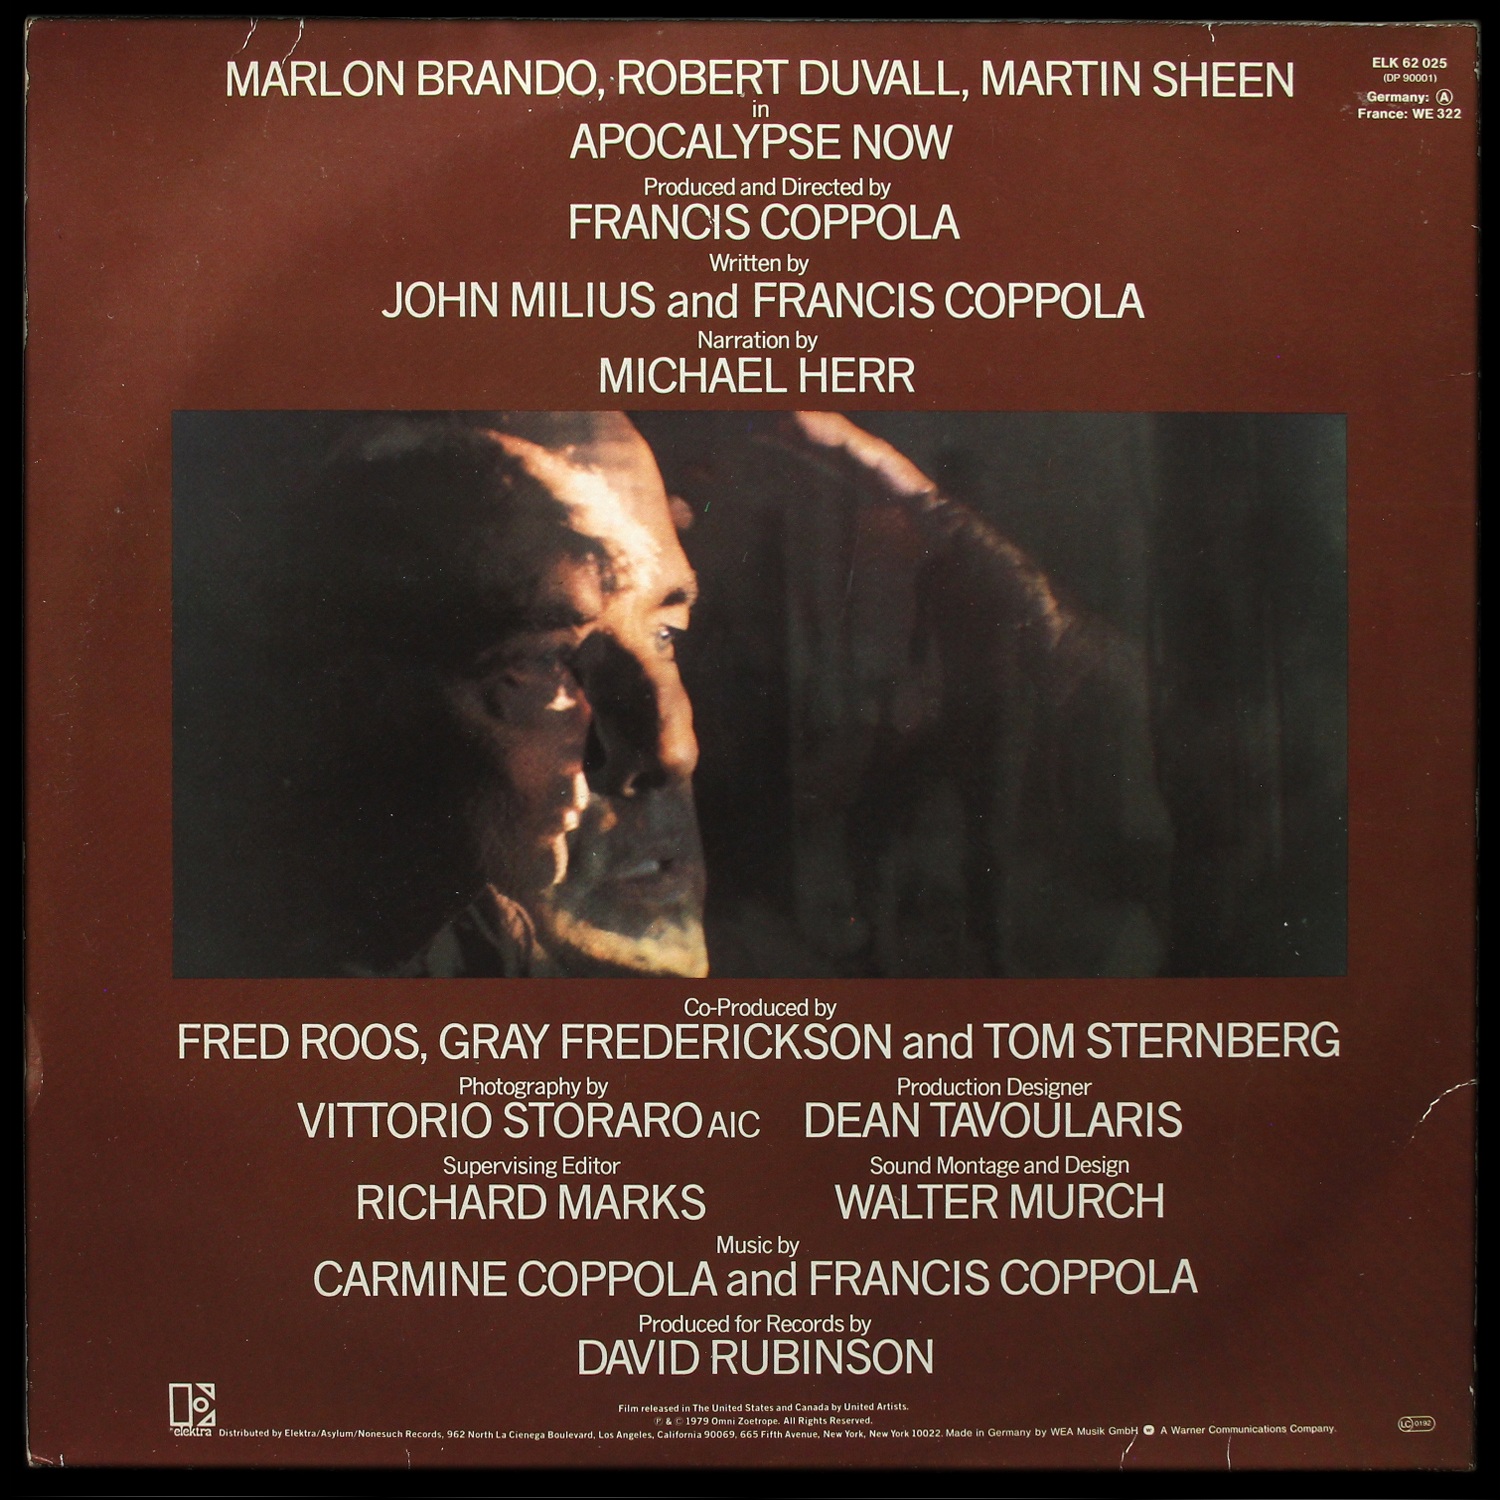 MARLON BRANDO, ROBERT DUVALL, MARTIN SHEEN
in
APOCALYPSE NOW
Produced and Directed by
FRANCIS COPPOLA
Written by
JOHN MILIUS and FRANCIS COPPOLA
Narration by
MICHAEL HERR
ELK 62 025
(DP 90001)
Germany: Ⓐ
France: WE 322
Co-Produced by
FRED ROOS, GRAY FREDERICKSON and TOM STERNBERG
Photography by
VITTORIO STORARO AIC
Production Designer
DEAN TAVOULARIS
Supervising Editor
RICHARD MARKS
Sound Montage and Design
WALTER MURCH
Music by
CARMINE COPPOLA and FRANCIS COPPOLA
Produced for Records by
DAVID RUBINSON
Film released in The United States and Canada by United Artists.
℗ & © 1979 Omni Zoetrope. All Rights Reserved.
elektra Distributed by Elektra/Asylum/Nonesuch Records, 962 North La Cienega Boulevard, Los Angeles, California 90069, 665 Fifth Avenue, New York, New York 10022. Made in Germany by WEA Musik GmbH A Warner Communications Company.
LC 0192